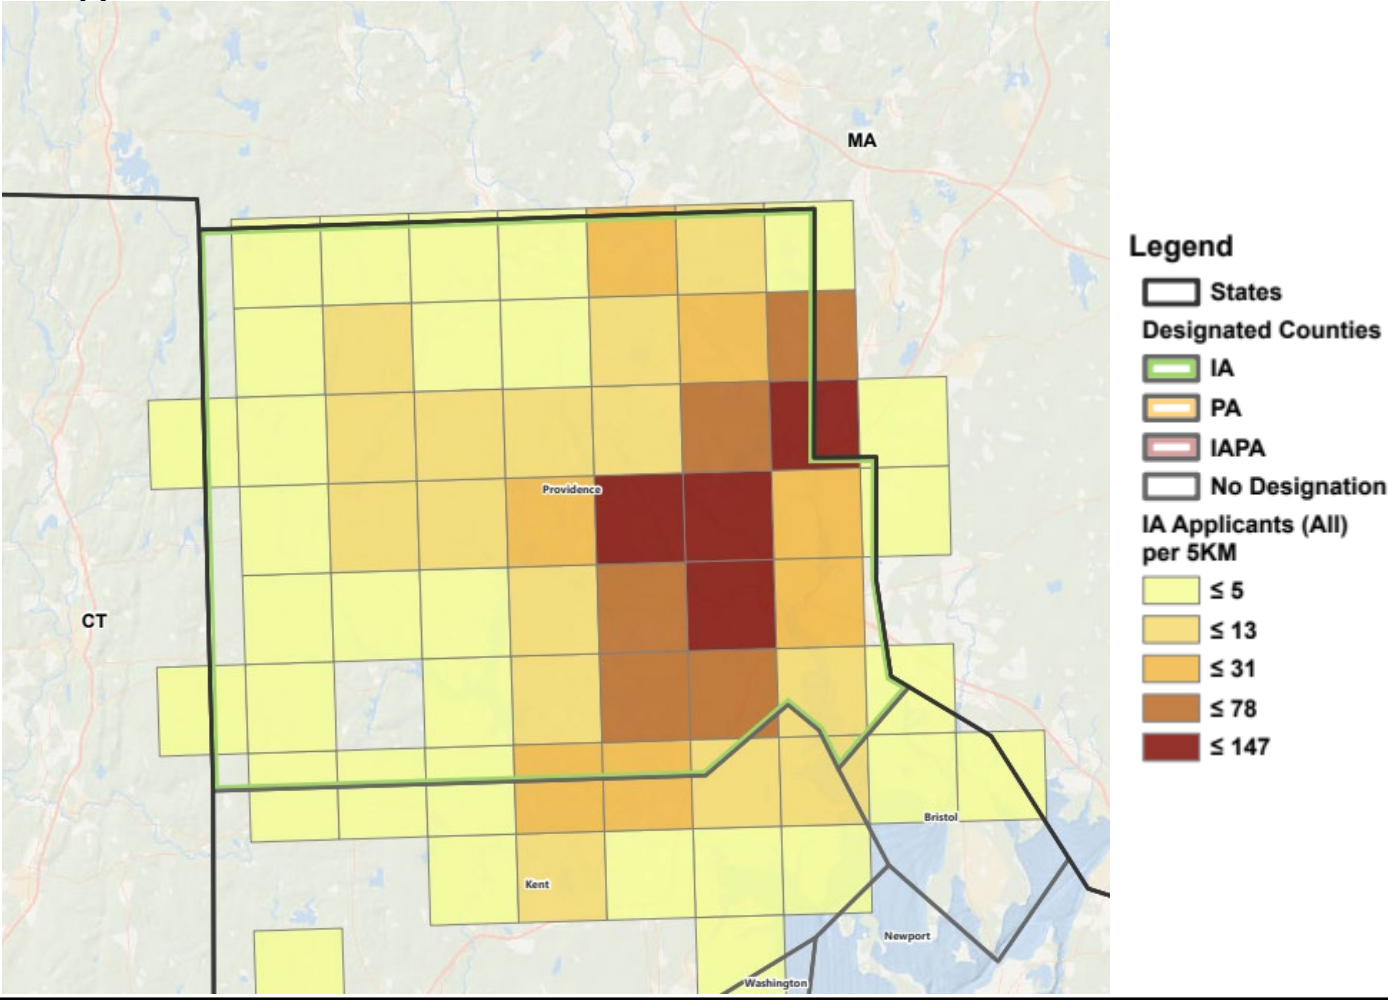 MA
CT
Providence
Bristol
Kent
Newport
Washington
Legend
States
Designated Counties
IA
PA
IAPA
No Designation
IA Applicants (All)
per 5KM
≤ 5
≤ 13
≤ 31
≤ 78
≤ 147